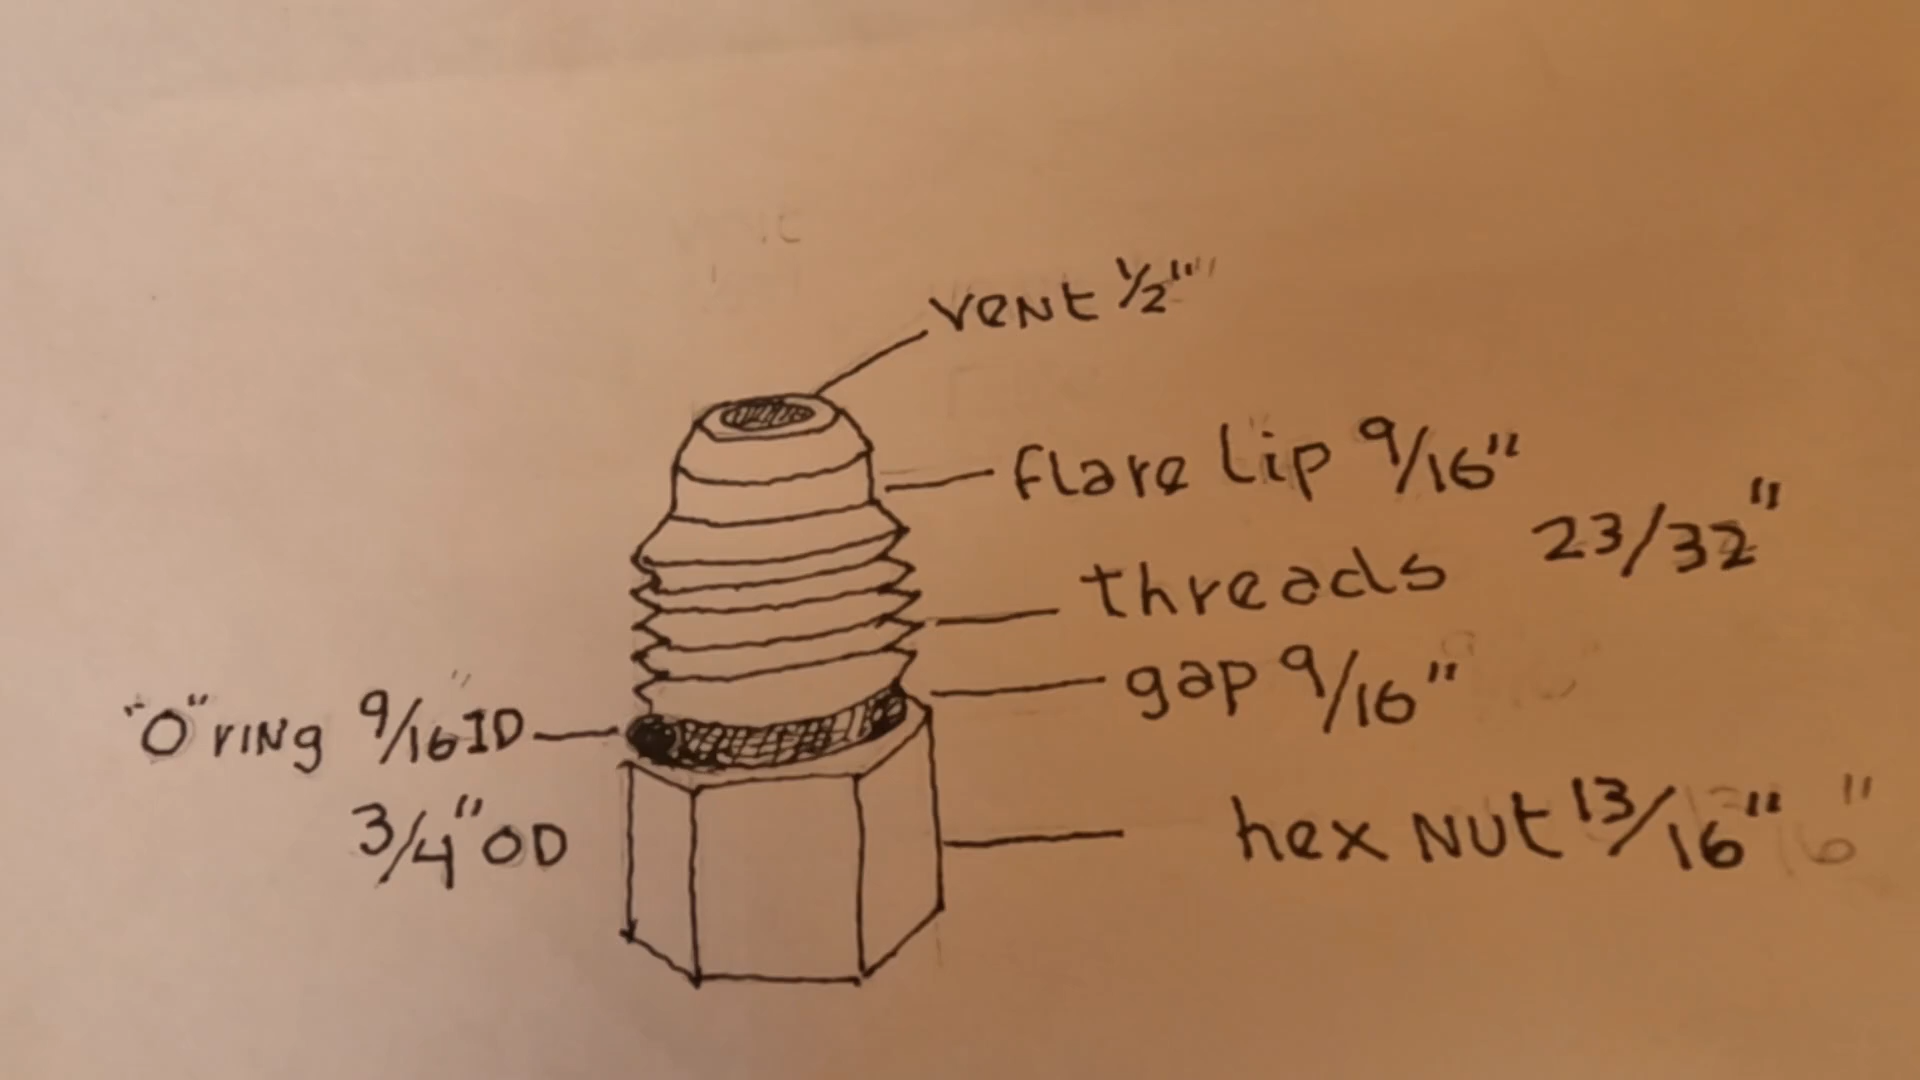 vent 1/2"
flare lip 9/16"
threads 23/32"
gap 9/16"
"O" ring 9/16 ID
3/4" OD
hex nut 13/16"